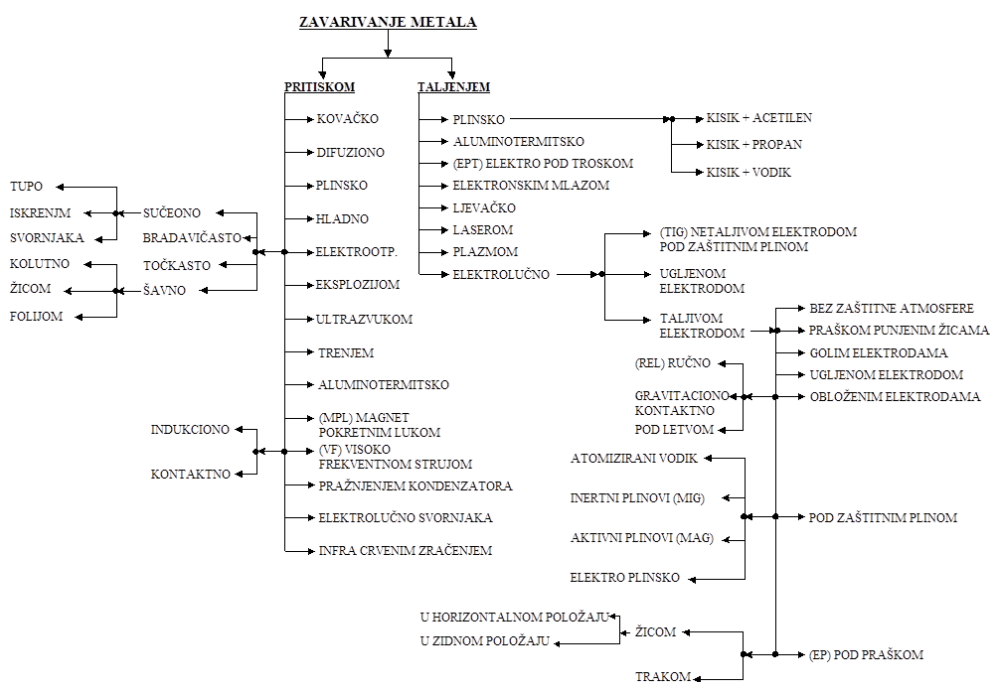 ZAVARIVANJE METALA
PRITISKOM
KOVAČKO
DIFUZIONO
PLINSKO
HLADNO
ELEKTROOTP.
SUČEONO
TUPO
ISKRENJM
SVORNJAKA
BRADAVIČASTO
TOČKASTO
ŠAVNO
KOLUTNO
ŽICOM
FOLIJOM
EKSPLOZIJOM
ULTRAZVUKOM
TRENJEM
ALUMINOTERMITSKO
(MPL) MAGNET
POKRETNIM LUKOM
(VF) VISOKO
FREKVENTNOM STRUJOM
INDUKCIONO
KONTAKTNO
PRAŽNJENJEM KONDENZATORA
ELEKTROLUČNO SVORNJAKA
INFRA CRVENIM ZRAČENJEM
TALJENJEM
PLINSKO
KISIK + ACETILEN
KISIK + PROPAN
KISIK + VODIK
ALUMINOTERMITSKO
(EPT) ELEKTRO POD TROSKOM
ELEKTRONSKIM MLAZOM
LJEVAČKO
LASEROM
PLAZMOM
ELEKTROLUČNO
(TIG) NETALJIVOM ELEKTRODOM
POD ZAŠTITNIM PLINOM
UGLJENOM
ELEKTRODOM
TALJIVOM
ELEKTRODOM
BEZ ZAŠTITNE ATMOSFERE
PRAŠKOM PUNJENIM ŽICAMA
GOLIM ELEKTRODAMA
UGLJENOM ELEKTRODOM
OBLOŽENIM ELEKTRODAMA
(REL) RUČNO
GRAVITACIONO
KONTAKTNO
POD LETVOM
POD ZAŠTITNIM PLINOM
ATOMIZIRANI VODIK
INERTNI PLINOVI (MIG)
AKTIVNI PLINOVI (MAG)
ELEKTRO PLINSKO
(EP) POD PRAŠKOM
ŽICOM
U HORIZONTALNOM POLOŽAJU
U ZIDNOM POLOŽAJU
TRAKOM